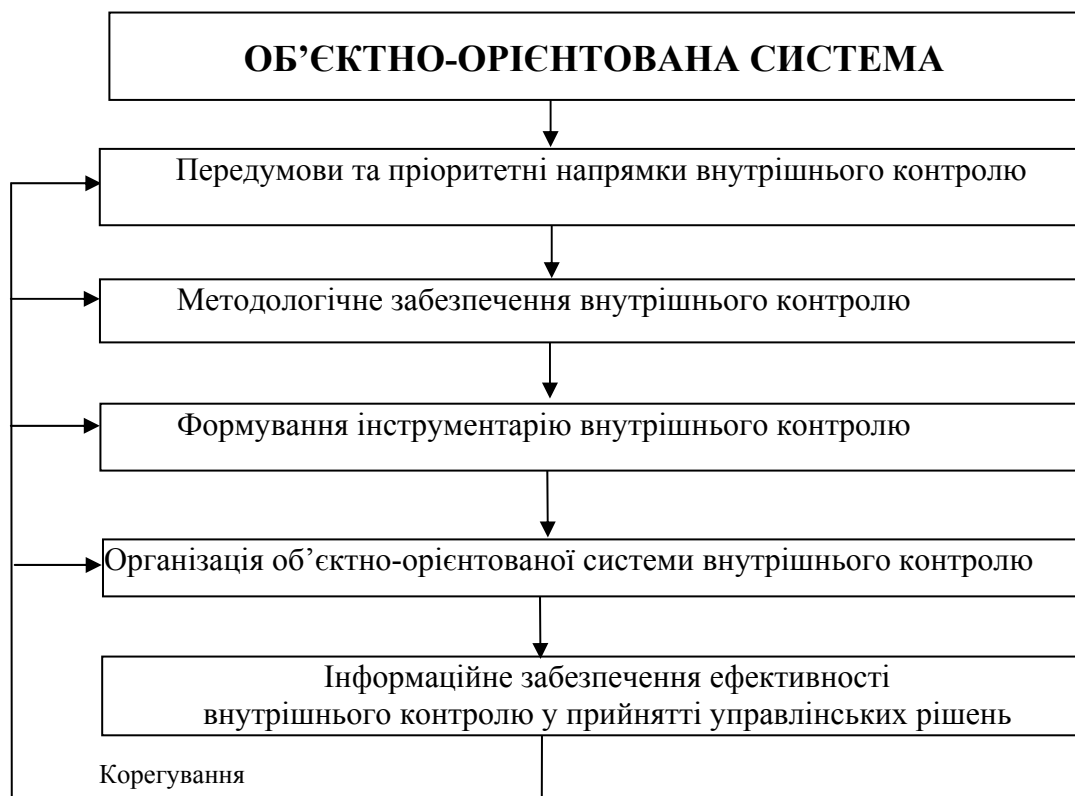 ОБ’ЄКТНО-ОРІЄНТОВАНА СИСТЕМА
Передумови та пріоритетні напрямки внутрішнього контролю
Методологічне забезпечення внутрішнього контролю
Формування інструментарію внутрішнього контролю
Організація об’єктно-орієнтованої системи внутрішнього контролю
Інформаційне забезпечення ефективності
внутрішнього контролю у прийнятті управлінських рішень
Корегування